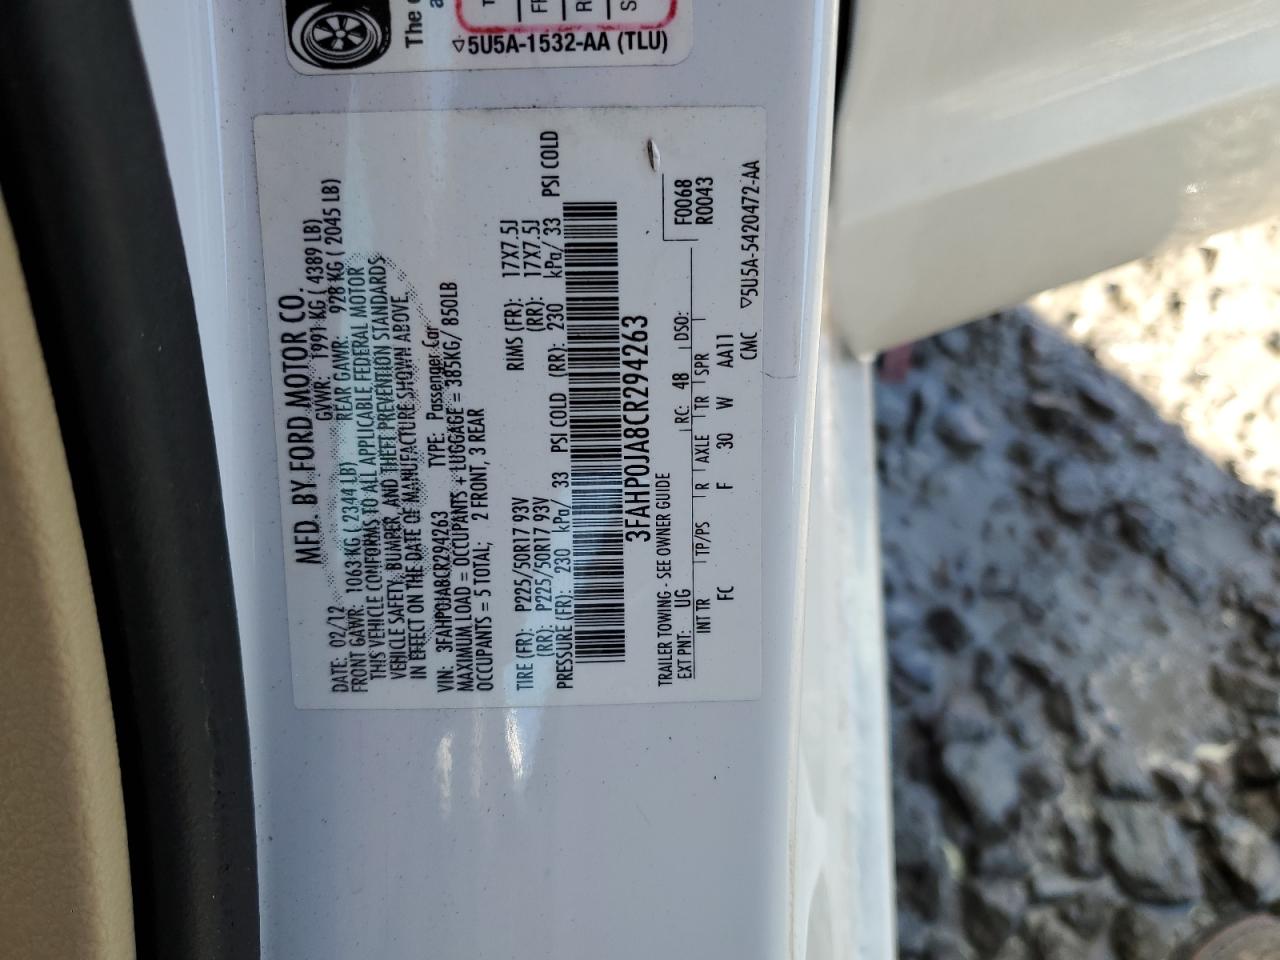 The
5U5A-1532-AA (TLU)
MFD. BY FORD MOTOR CO.
DATE: 02/12 GVWR: 1991 KG ( 4389 LB)
FRONT GAWR: 1063 KG ( 2344 LB) REAR GAWR: 928 KG ( 2045 LB)
THIS VEHICLE CONFORMS TO ALL APPLICABLE FEDERAL MOTOR
VEHICLE SAFETY, BUMPER, AND THEFT PREVENTION STANDARDS
IN EFFECT ON THE DATE OF MANUFACTURE SHOWN ABOVE.
VIN: 3FAHP0JA8CR294263 TYPE: Passenger Car
MAXIMUM LOAD = OCCUPANTS + LUGGAGE = 385KG/ 850LB
OCCUPANTS = 5 TOTAL; 2 FRONT, 3 REAR
TIRE (FR): P225/50R17 93V RIMS (FR): 17X7.5J
(RR): P225/50R17 93V (RR): 17X7.5J
PRESSURE (FR): 230 kPa/ 33 PSI COLD (RR): 230 kPa/ 33 PSI COLD
3FAHP0JA8CR294263
TRAILER TOWING - SEE OWNER GUIDE F0068
EXT PNT: UG RC: 48 DSO: R0043
INT TR TP/PS R AXLE TR SPR
FC F 30 W AA11
CMC 5U5A-5420472-AA